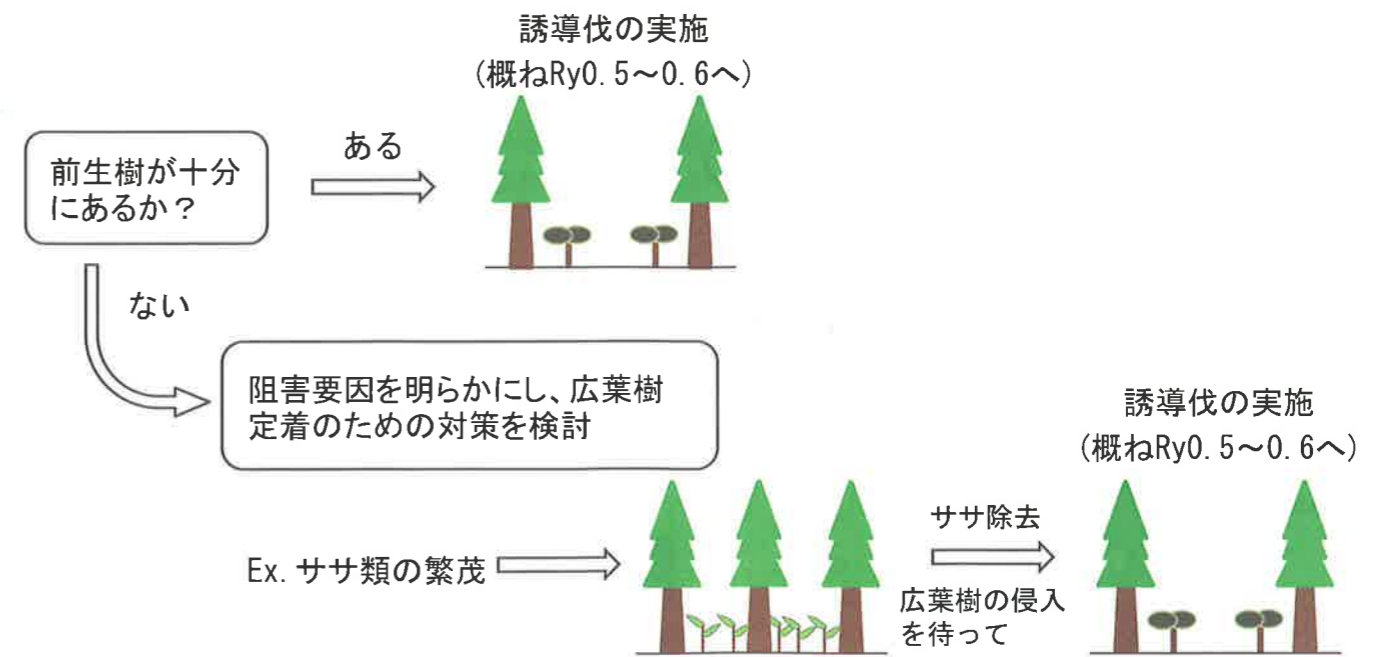 誘導伐の実施
(概ねRy0.5～0.6へ)
前生樹が十分
にあるか？
ある
ない
阻害要因を明らかにし、広葉樹
定着のための対策を検討
誘導伐の実施
(概ねRy0.5～0.6へ)
Ex.ササ類の繁茂
ササ除去
広葉樹の侵入
を待って